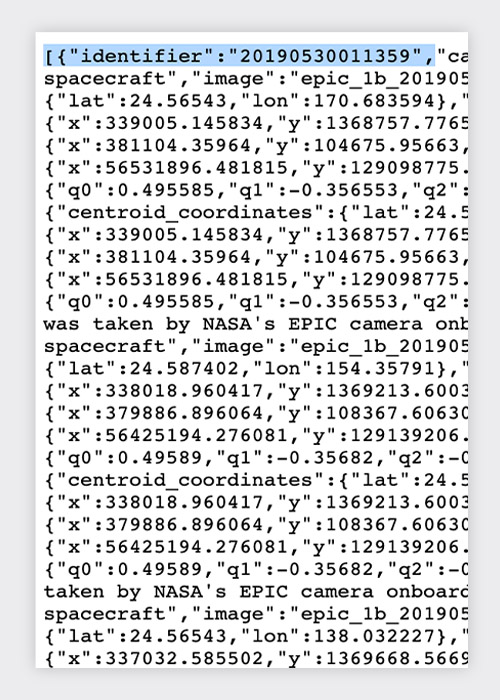 [{"identifier":"20190530011359","ca
spacecraft","image":"epic_1b_201905
{"lat":24.56543,"lon":170.683594},"
{"x":339005.145834,"y":1368757.7765
{"x":381104.35964,"y":104675.95663,
{"x":56531896.481815,"y":129098775.
{"q0":0.495585,"q1":-0.356553,"q2":
{"centroid_coordinates":{"lat":24.5
{"x":339005.145834,"y":1368757.7765
{"x":381104.35964,"y":104675.95663,
{"x":56531896.481815,"y":129098775.
{"q0":0.495585,"q1":-0.356553,"q2":
was taken by NASA's EPIC camera onb
spacecraft","image":"epic_1b_201905
{"lat":24.587402,"lon":154.35791},"
{"x":338018.960417,"y":1369213.6003
{"x":379886.896064,"y":108367.60630
{"x":56425194.276081,"y":129139206.
{"q0":0.49589,"q1":-0.35682,"q2":-0
{"centroid_coordinates":{"lat":24.5
{"x":338018.960417,"y":1369213.6003
{"x":379886.896064,"y":108367.60630
{"x":56425194.276081,"y":129139206.
{"q0":0.49589,"q1":-0.35682,"q2":-0
taken by NASA's EPIC camera onboard
spacecraft","image":"epic_1b_201905
{"lat":24.56543,"lon":138.032227},"
{"x":337032.585502,"y":1369668.5669